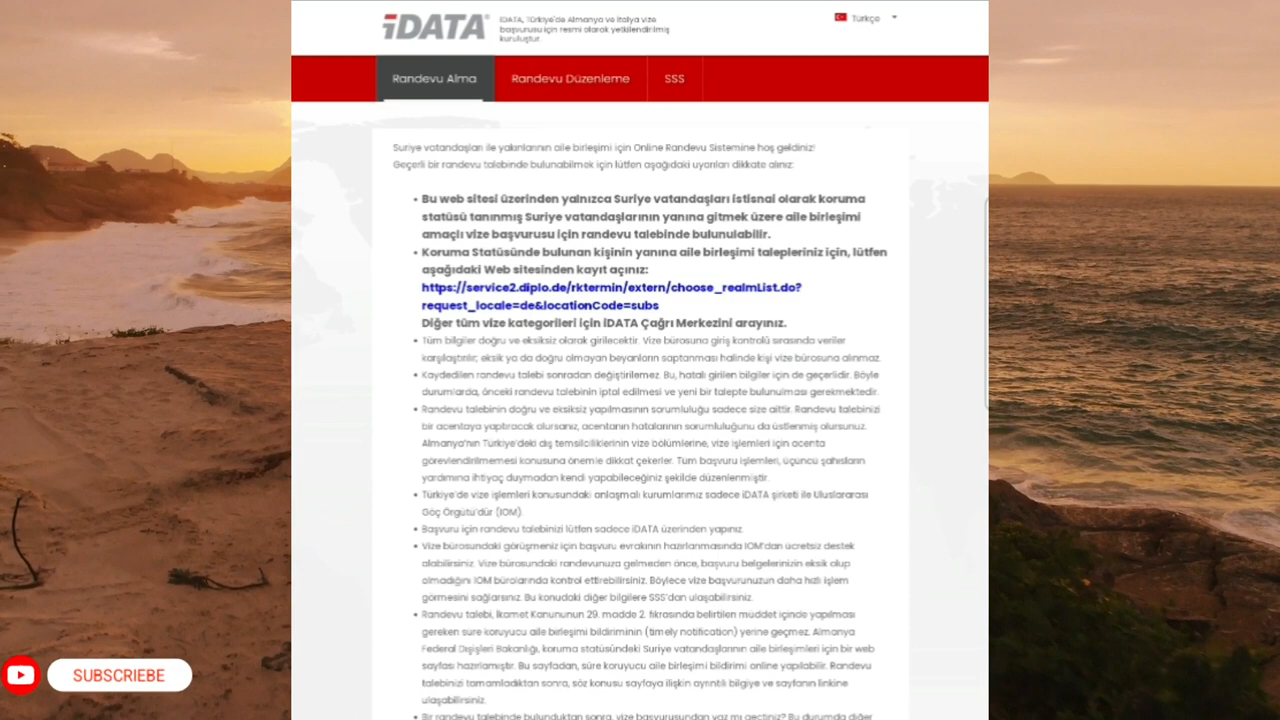 iDATA
iDATA, Türkiye'de Almanya ve İtalya vize
başvurusu için resmi olarak yetkilendirilmiş
kuruluştur.
Türkçe
Randevu Alma
Randevu Düzenleme
SSS
Suriye vatandaşları ile yakınlarının aile birleşimi için Online Randevu Sistemine hoş geldiniz!
Geçerli bir randevu talebinde bulunabilmek için lütfen aşağıdaki uyarıları dikkate alınız:
• Bu web sitesi üzerinden yalnızca Suriye vatandaşları istisnai olarak koruma
statüsü tanınmış Suriye vatandaşlarının yanına gitmek üzere aile birleşimi
amaçlı vize başvurusu için randevu talebinde bulunulabilir.
• Koruma Statüsünde bulunan kişinin yanına aile birleşimi talepleriniz için, lütfen
aşağıdaki Web sitesinden kayıt açınız:
https://service2.diplo.de/rktermin/extern/choose_realmList.do?
request_locale=de&locationCode=subs
Diğer tüm vize kategorileri için iDATA Çağrı Merkezini arayınız.
• Tüm bilgiler doğru ve eksiksiz olarak girilecektir. Vize bürosuna giriş kontrolü sırasında veriler
karşılaştırılır; eksik ya da doğru olmayan beyanların saptanması halinde kişi vize bürosuna alınmaz.
• Kaydedilen randevu talebi sonradan değiştirilemez. Bu, hatalı girilen bilgiler için de geçerlidir. Böyle
durumlarda, önceki randevu talebinin iptal edilmesi ve yeni bir talepte bulunulması gerekmektedir.
• Randevu talebinin doğru ve eksiksiz yapılmasının sorumluluğu sadece size aittir. Randevu talebinizi
bir acentaya yaptıracak olursanız, acentanın hatalarının sorumluluğunu da üstlenmiş olursunuz.
Almanya'nın Türkiye'deki dış temsilciliklerinin vize bölümlerine, vize işlemleri için acenta
görevlendirilmemesi konusuna önemle dikkat çekerler. Tüm başvuru işlemleri, üçüncü şahısların
yardımına ihtiyaç duymadan kendi yapabileceğiniz şekilde düzenlenmiştir.
• Türkiye'de vize işlemleri konusundaki anlaşmalı kurumlarımız sadece iDATA şirketi ile Uluslararası
Göç Örgütü'dür (IOM).
• Başvuru için randevu talebinizi lütfen sadece iDATA üzerinden yapınız.
• Vize bürosundaki görüşmeniz için başvuru evrakının hazırlanmasında IOM'dan ücretsiz destek
alabilirsiniz. Vize bürosundaki randevunuza gelmeden önce, başvuru belgelerinizin eksik olup
olmadığını IOM bürolarında kontrol ettirebilirsiniz. Böylece vize başvurunuzun daha hızlı işlem
görmesini sağlarsınız. Bu konudaki diğer bilgilere SSS'dan ulaşabilirsiniz.
• Randevu talebi, İkamet Kanununun 29. madde 2. fıkrasında belirtilen müddet içinde yapılması
gereken süre koruyucu aile birleşimi bildiriminin (timely notification) yerine geçmez. Almanya
Federal Dışişleri Bakanlığı, koruma statüsündeki Suriye vatandaşlarının aile birleşimleri için bir web
sayfası hazırlamıştır. Bu sayfadan, süre koruyucu aile birleşimi bildirimi online yapılabilir. Randevu
talebinizi tamamladıktan sonra, söz konusu sayfaya ilişkin ayrıntılı bilgiye ve sayfanın linkine
ulaşabilirsiniz.
• Bir randevu talebinde bulunduktan sonra, vize başvurusundan vaz mı geçtiniz? Bu durumda diğer
SUBSCRIEBE